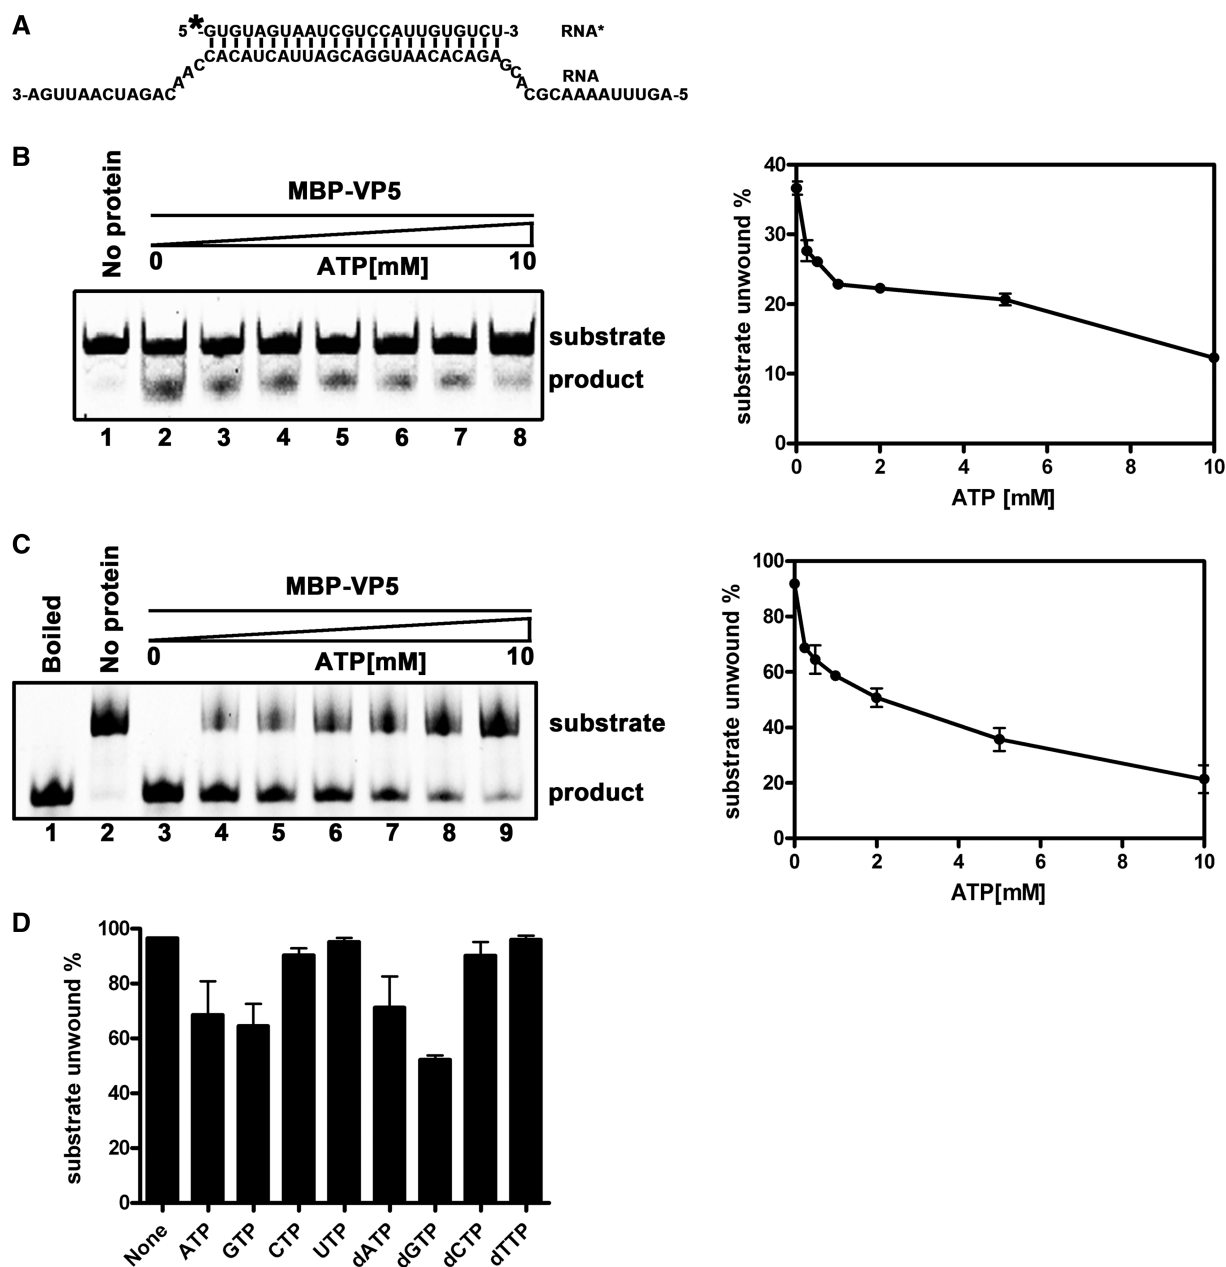 A
5 *-GUGUAGUAAUCGUCCAUUGUGUCU-3 RNA*
CACAUCAUUAGCAGGUAACACAGA
3-AGUUAACUAGACAAC GCACGCAAAAUUUGA-5
RNA
B
No protein
MBP-VP5
0 ATP[mM] 10
substrate
product
1 2 3 4 5 6 7 8
substrate unwound %
40
30
20
10
0
0 2 4 6 8 10
ATP [mM]
C
Boiled
No protein
MBP-VP5
0 ATP[mM] 10
substrate
product
1 2 3 4 5 6 7 8 9
substrate unwound %
100
80
60
40
20
0
0 2 4 6 8 10
ATP[mM]
D
substrate unwound %
100
80
60
40
20
0
None ATP GTP CTP UTP dATP dGTP dCTP dTTP